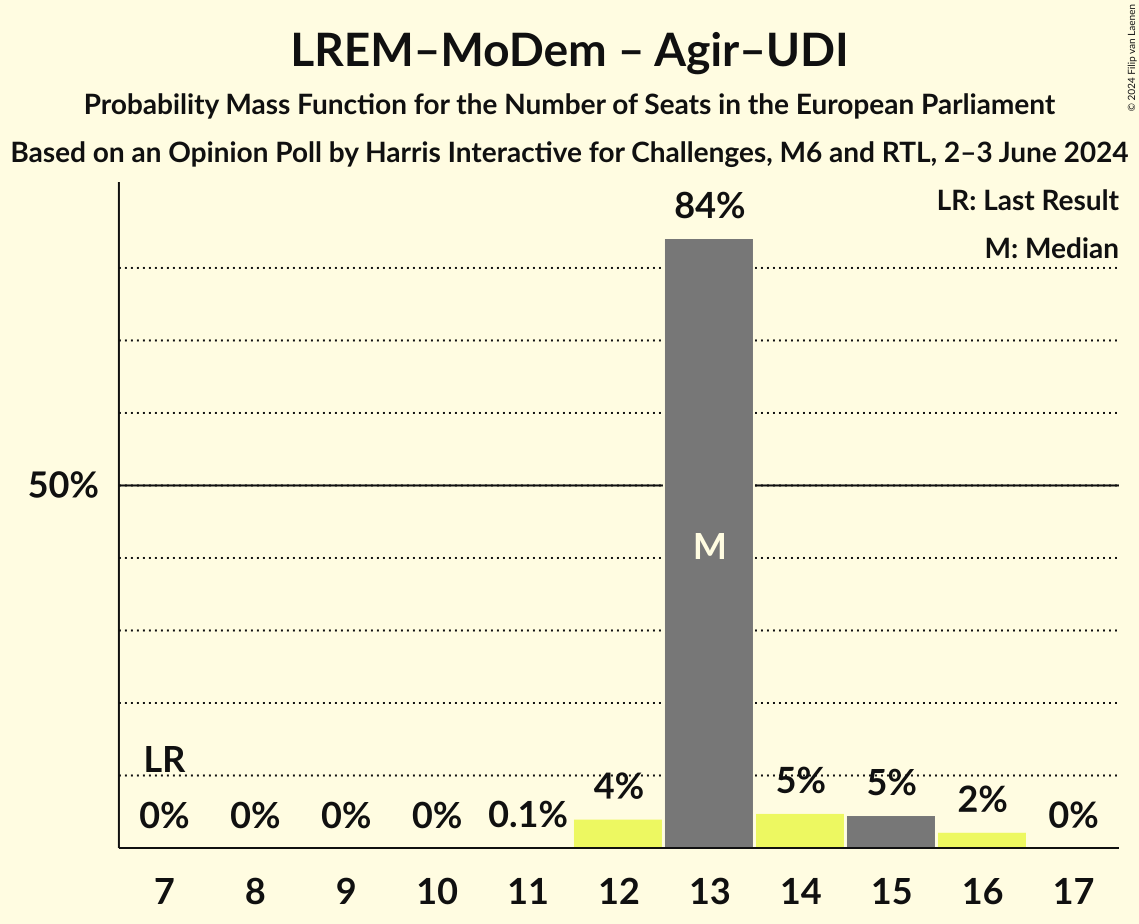 LREM–MoDem – Agir–UDI
Probability Mass Function for the Number of Seats in the European Parliament
Based on an Opinion Poll by Harris Interactive for Challenges, M6 and RTL, 2–3 June 2024
© 2024 Filip van Laenen
LR: Last Result
M: Median
84%
50%
M
LR
0% 0% 0% 0% 0.1% 4% 5% 5% 2% 0%
7 8 9 10 11 12 13 14 15 16 17